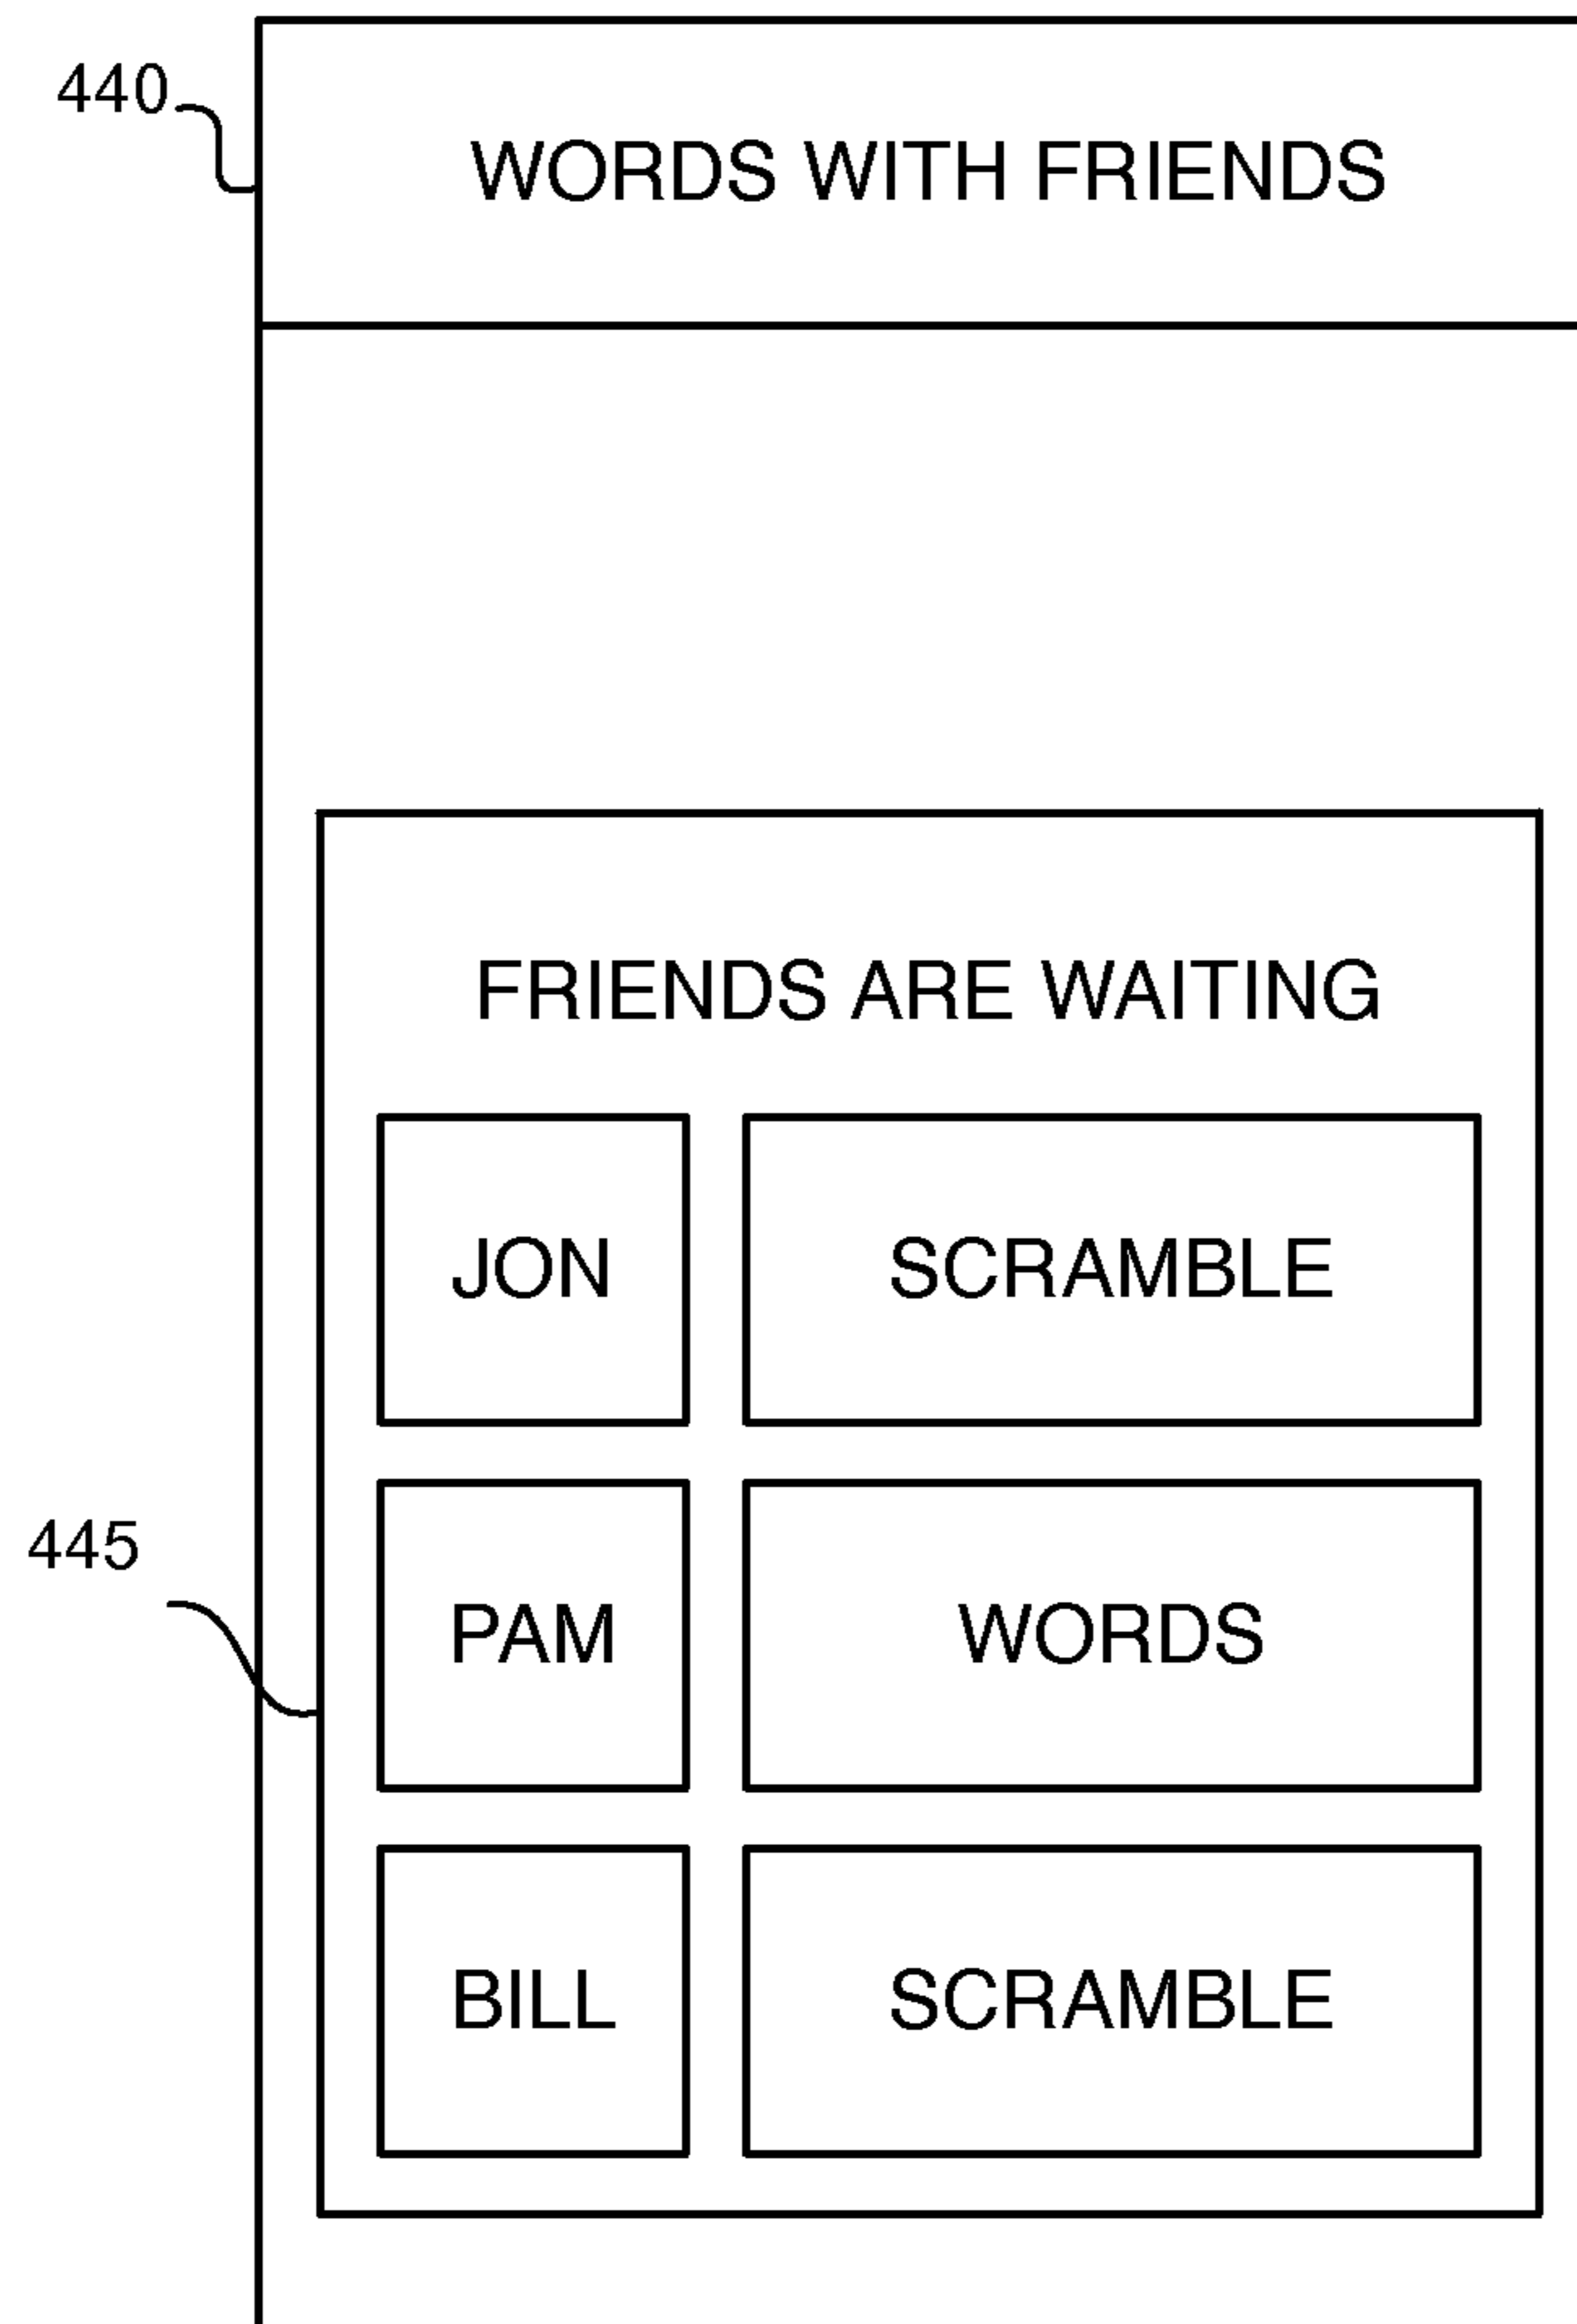 440
WORDS WITH FRIENDS
FRIENDS ARE WAITING
JON SCRAMBLE
445
PAM WORDS
BILL SCRAMBLE